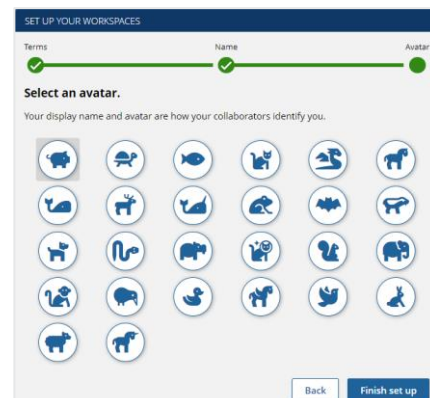 SET UP YOUR WORKSPACES
Terms Name Avatar
Select an avatar.
Your display name and avatar are how your collaborators identify you.
Back Finish set up